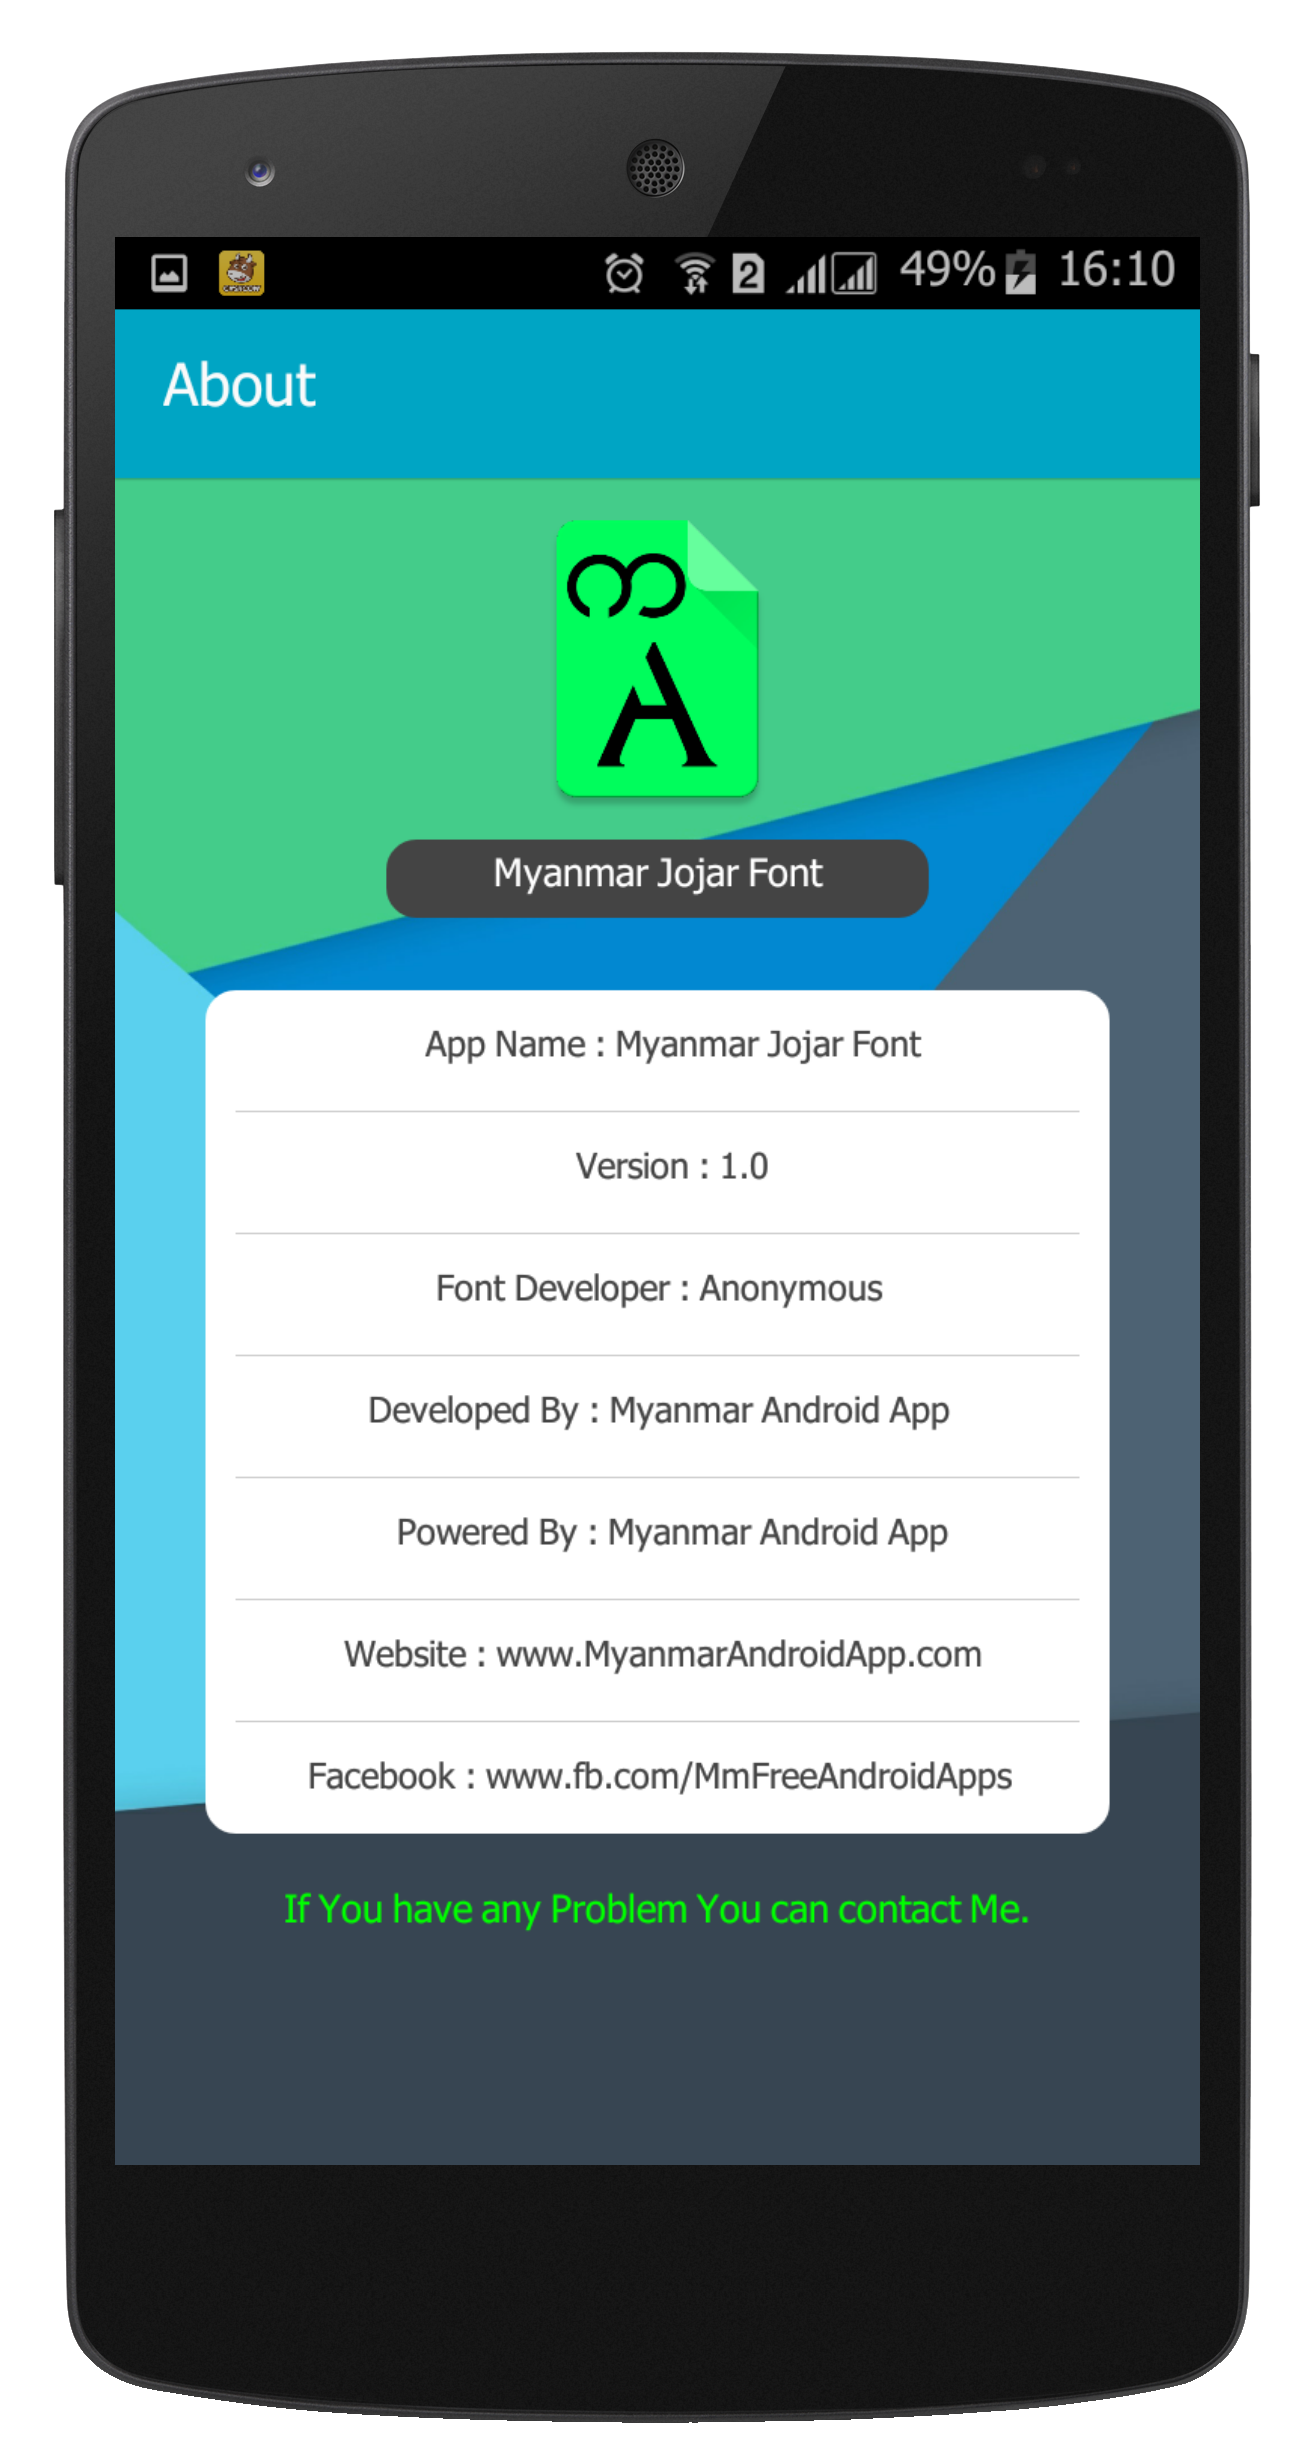 2 49% 16:10
About
အ
A
Myanmar Jojar Font
App Name : Myanmar Jojar Font
Version : 1.0
Font Developer : Anonymous
Developed By : Myanmar Android App
Powered By : Myanmar Android App
Website : www.MyanmarAndroidApp.com
Facebook : www.fb.com/MmFreeAndroidApps
If You have any Problem You can contact Me.